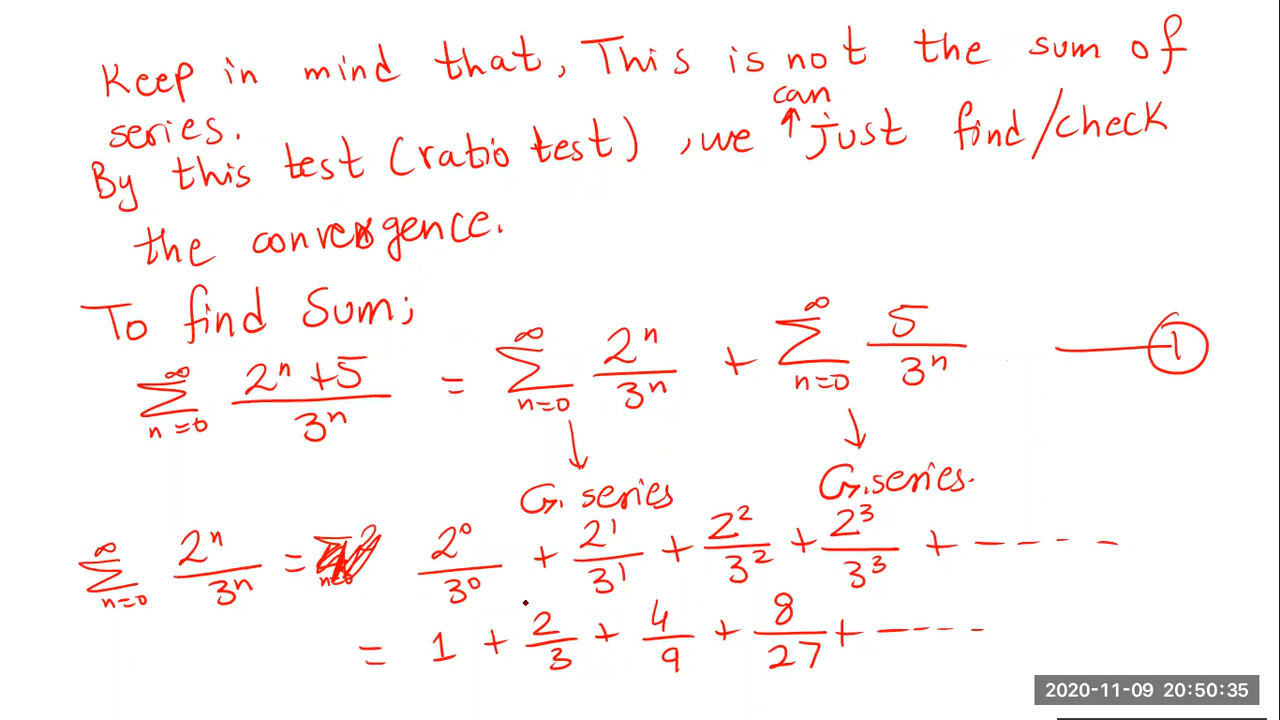 Keep in mind that, This is not the sum of
series.
By this test (ratio test), we can just find/check
the convergence.
To find Sum;
∑_{n=0}^{∞} (2^n + 5)/3^n = ∑_{n=0}^{∞} 2^n/3^n + ∑_{n=0}^{∞} 5/3^n —— ①
↓ G. series ↓ G. series.
∑_{n=0}^{∞} 2^n/3^n = 2^0/3^0 + 2^1/3^1 + 2^2/3^2 + 2^3/3^3 + -----
= 1 + 2/3 + 4/9 + 8/27 + -----
2020-11-09 20:50:35